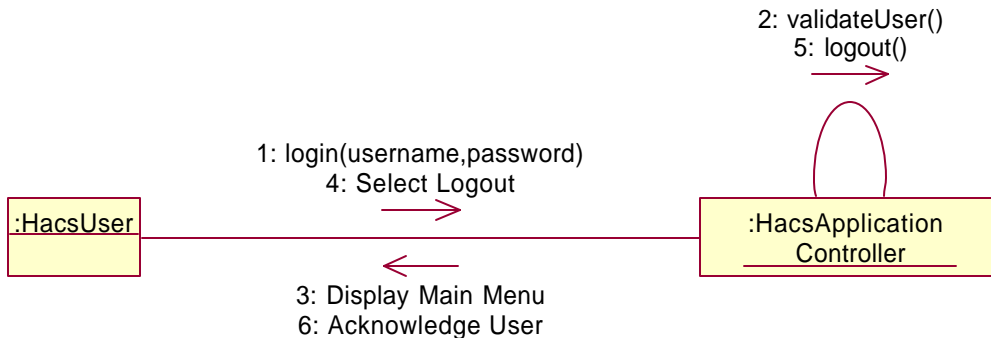 2: validateUser()
5: logout()
1: login(username,password)
4: Select Logout
:HacsUser
:HacsApplication
Controller
3: Display Main Menu
6: Acknowledge User